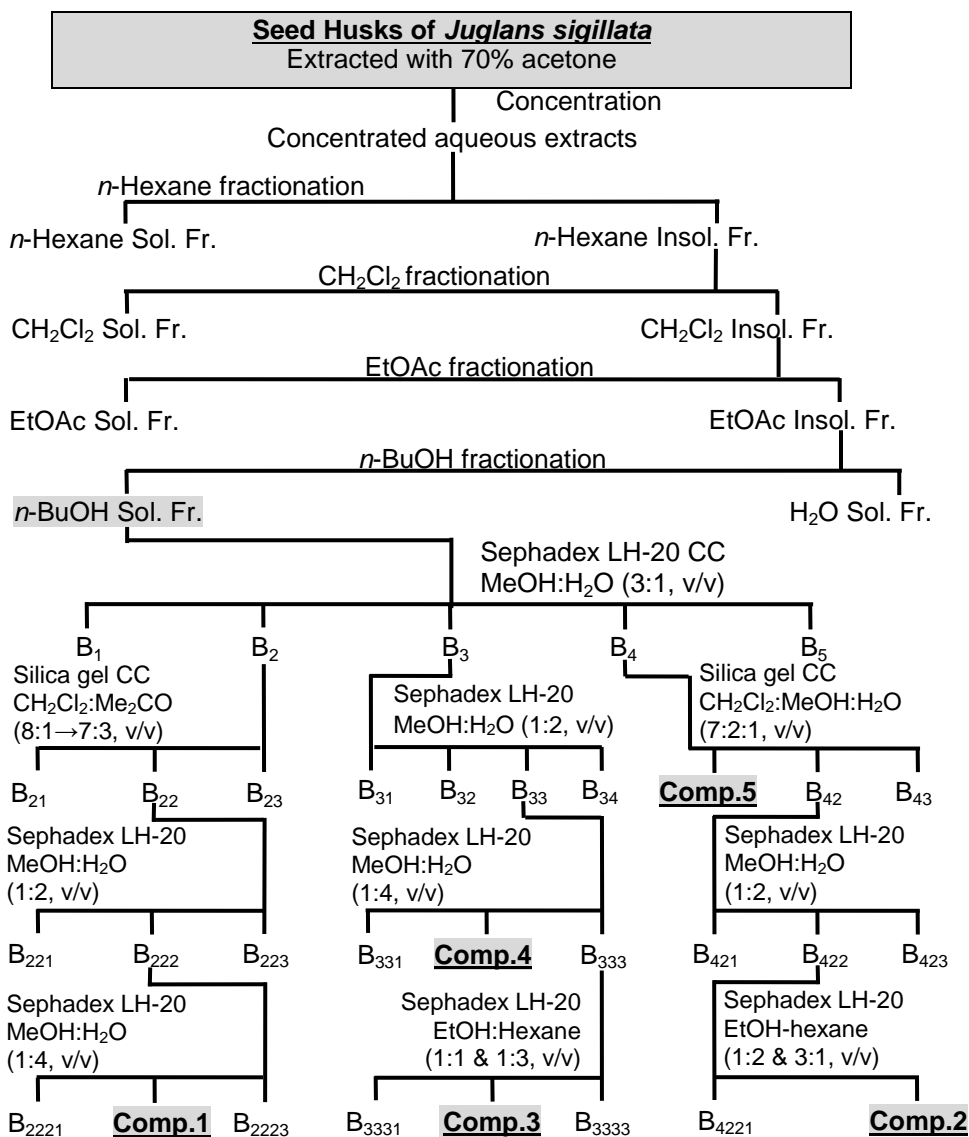 Seed Husks of Juglans sigillata
Extracted with 70% acetone
Concentration
Concentrated aqueous extracts
n-Hexane fractionation
n-Hexane Sol. Fr.
n-Hexane Insol. Fr.
CH₂Cl₂ fractionation
CH₂Cl₂ Sol. Fr.
CH₂Cl₂ Insol. Fr.
EtOAc fractionation
EtOAc Sol. Fr.
EtOAc Insol. Fr.
n-BuOH fractionation
n-BuOH Sol. Fr.
H₂O Sol. Fr.
Sephadex LH-20 CC
MeOH:H₂O (3:1, v/v)
B₁
B₂
B₃
B₄
B₅
Silica gel CC
CH₂Cl₂:Me₂CO
(8:1→7:3, v/v)
Sephadex LH-20
MeOH:H₂O (1:2, v/v)
Silica gel CC
CH₂Cl₂:MeOH:H₂O
(7:2:1, v/v)
B₂₁
B₂₂
B₂₃
B₃₁
B₃₂
B₃₃
B₃₄
Comp.5
B₄₂
B₄₃
Sephadex LH-20
MeOH:H₂O
(1:2, v/v)
Sephadex LH-20
MeOH:H₂O
(1:4, v/v)
Sephadex LH-20
MeOH:H₂O
(1:2, v/v)
B₂₂₁
B₂₂₂
B₂₂₃
B₃₃₁
Comp.4
B₃₃₃
B₄₂₁
B₄₂₂
B₄₂₃
Sephadex LH-20
MeOH:H₂O
(1:4, v/v)
Sephadex LH-20
EtOH:Hexane
(1:1 & 1:3, v/v)
Sephadex LH-20
EtOH-hexane
(1:2 & 3:1, v/v)
B₂₂₂₁
Comp.1
B₂₂₂₃
B₃₃₃₁
Comp.3
B₃₃₃₃
B₄₂₂₁
Comp.2